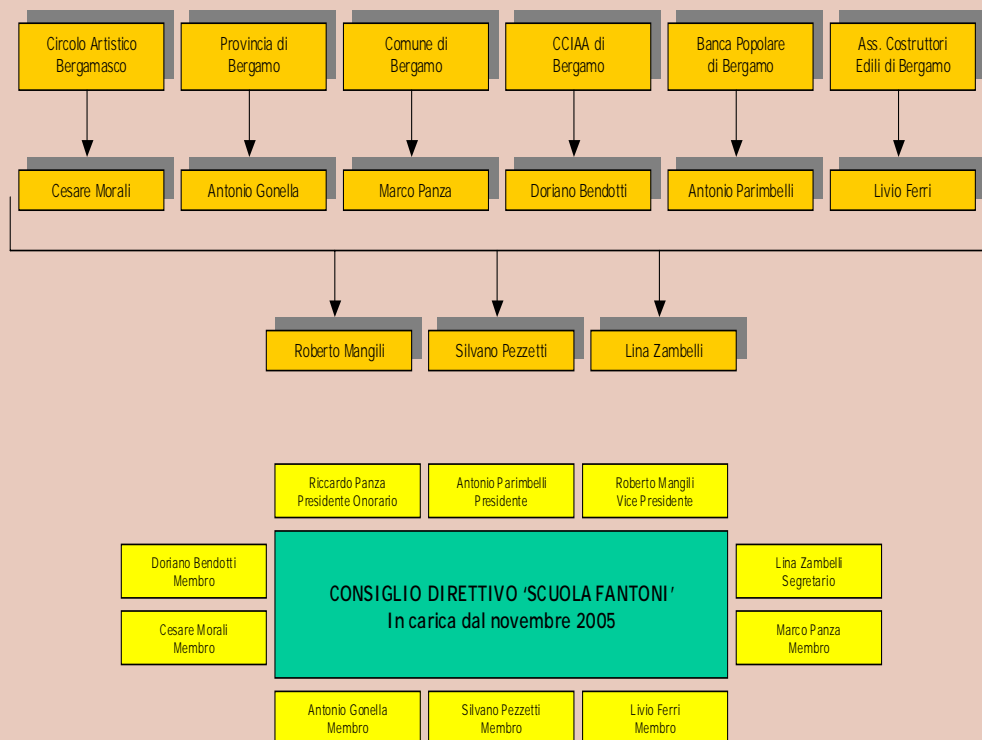 Circolo Artistico
Bergamasco
Provincia di
Bergamo
Comune di
Bergamo
CCIAA di
Bergamo
Banca Popolare
di Bergamo
Ass. Costruttori
Edili di Bergamo
Cesare Morali
Antonio Gonella
Marco Panza
Doriano Bendotti
Antonio Parimbelli
Livio Ferri
Roberto Mangili
Silvano Pezzetti
Lina Zambelli
Riccardo Panza
Presidente Onorario
Antonio Parimbelli
Presidente
Roberto Mangili
Vice Presidente
Doriano Bendotti
Membro
Lina Zambelli
Segretario
CONSIGLIO DIRETTIVO ‘SCUOLA FANTONI’
In carica dal novembre 2005
Cesare Morali
Membro
Marco Panza
Membro
Antonio Gonella
Membro
Silvano Pezzetti
Membro
Livio Ferri
Membro